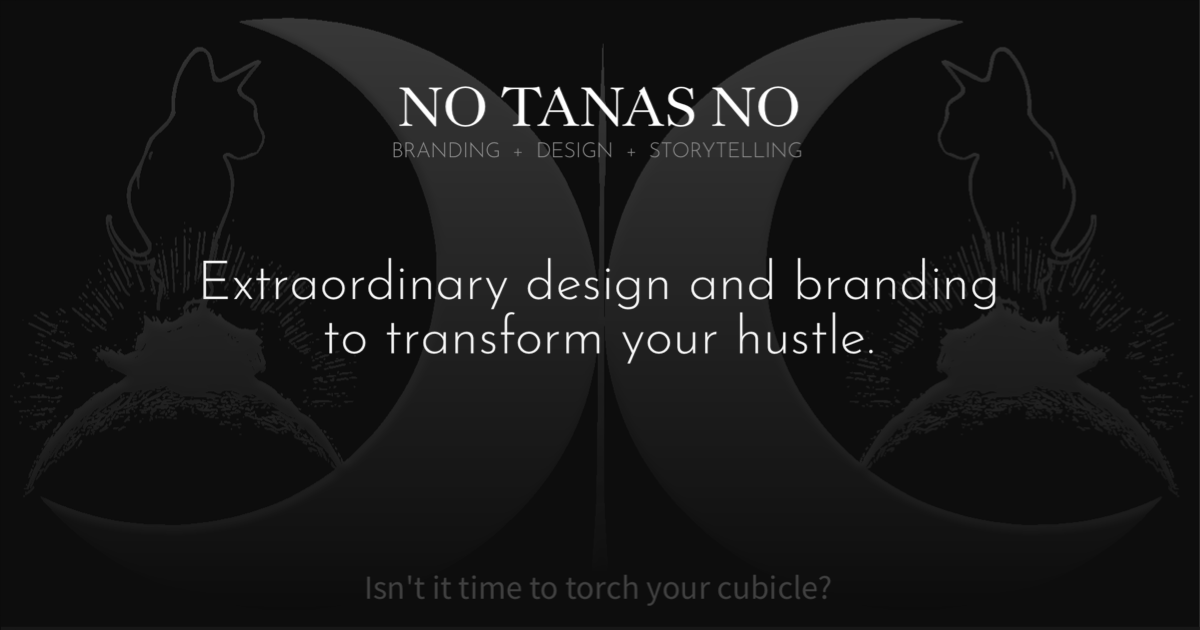 NO TANAS NO
BRANDING + DESIGN + STORYTELLING
Extraordinary design and branding
to transform your hustle.
Isn't it time to torch your cubicle?